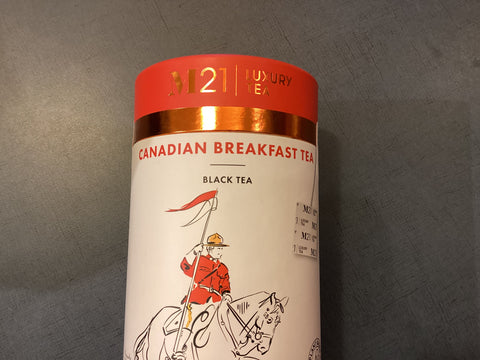 M21 LUXURY
TEA
CANADIAN BREAKFAST TEA
BLACK TEA